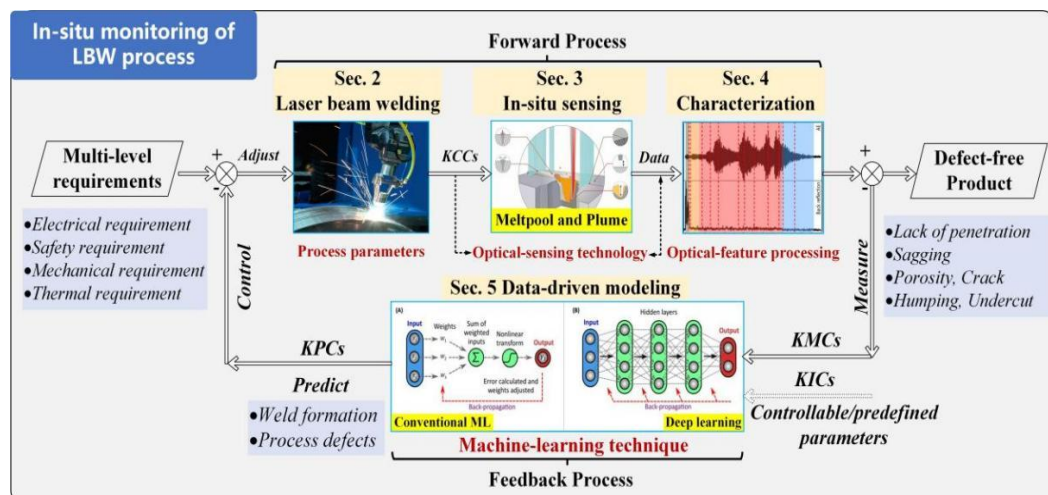 In-situ monitoring of
LBW process
Forward Process
Sec. 2
Laser beam welding
Sec. 3
In-situ sensing
Sec. 4
Characterization
Multi-level
requirements
+
-
Adjust
KCCs
Data
+
-
Defect-free
Product
Meltpool and Plume
Back reflection
•Electrical requirement
•Safety requirement
•Mechanical requirement
•Thermal requirement
Process parameters
Optical-sensing technology
Optical-feature processing
•Lack of penetration
•Sagging
•Porosity, Crack
•Humping, Undercut
Control
Measure
Sec. 5 Data-driven modeling
(A)
Input
Weights
Sum of
weighted
inputs
Nonlinear
transform
Output
Σ
Error calculated and
weights adjusted
Back-propagation
Conventional ML
(B)
Hidden layers
Input
Output
Back-propagation
Deep learning
KPCs
Predict
•Weld formation
•Process defects
KMCs
KICs
Controllable/predefined
parameters
Machine-learning technique
Feedback Process